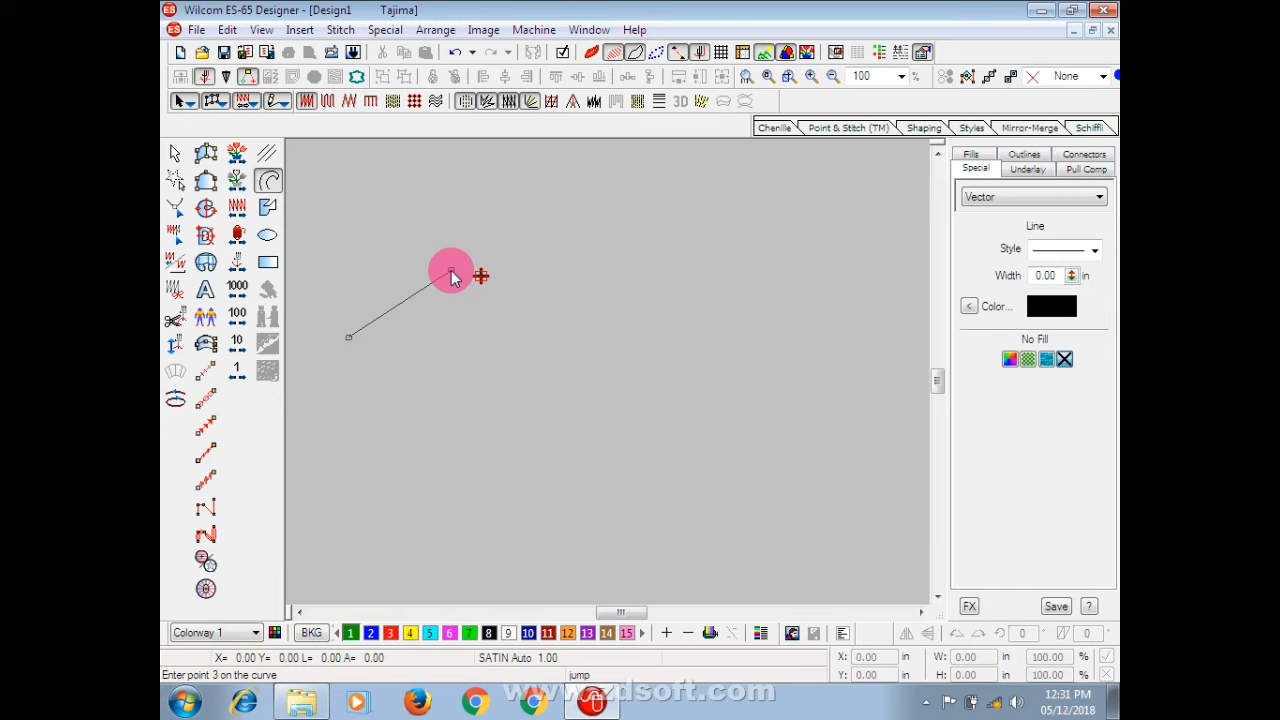 Wilcom ES-65 Designer - [Design1 Tajima]
File Edit View Insert Stitch Special Arrange Image Machine Window Help
100 % None
3D
Chenille Point & Stitch (TM) Shaping Styles Mirror-Merge Schiffli
Fills Outlines Connectors
Special Underlay Pull Comp
Vector
Line
Style
Width 0.00 in
< Color...
No Fill
1000
100
10
1
FX Save ?
Colorway 1 BKG 1 2 3 4 5 6 7 8 9 10 11 12 13 14 15 0 0
X= 0.00 Y= 0.00 L= 0.00 A= 0.00 SATIN Auto 1.00 X: 0.00 in W: 0.00 in 100.00 %
Enter point 3 on the curve jump Y: 0.00 in H: 0.00 in 100.00 %
www.zdsoft.com
12:31 PM
05/12/2018